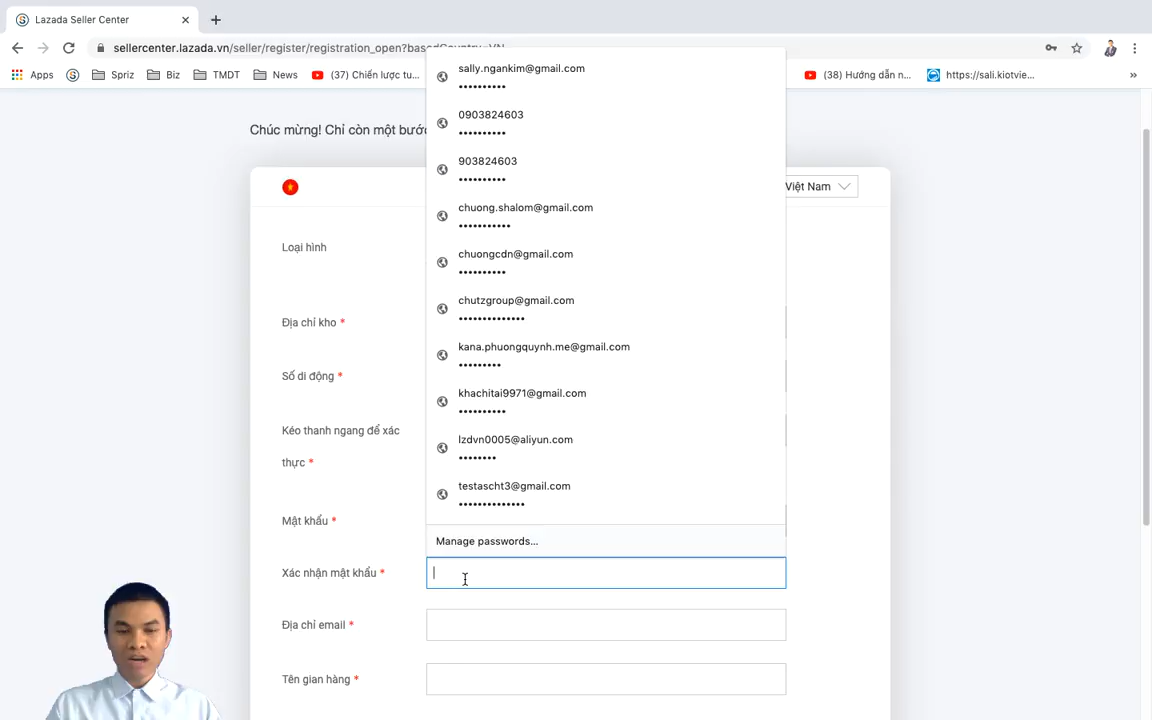 Lazada Seller Center
sellercenter.lazada.vn/seller/register/registration_open?basedCountry=VN
Apps
Spriz
Biz
TMDT
News
(37) Chiến lược tu...
(38) Hướng dẫn n...
https://sali.kiotvie...
»
Chúc mừng! Chỉ còn một bước
Việt Nam
Loại hình
Địa chỉ kho *
Số di động *
Kéo thanh ngang để xác
thực *
Mật khẩu *
sally.ngankim@gmail.com
••••••••••
0903824603
••••••••••
903824603
••••••••••
chuong.shalom@gmail.com
•••••••••••
chuongcdn@gmail.com
••••••••••
chutzgroup@gmail.com
••••••••••••••
kana.phuongquynh.me@gmail.com
•••••••••
khachitai9971@gmail.com
••••••••••
lzdvn0005@aliyun.com
••••••••
testascht3@gmail.com
••••••••••••••
Manage passwords...
Xác nhận mật khẩu *
Địa chỉ email *
Tên gian hàng *